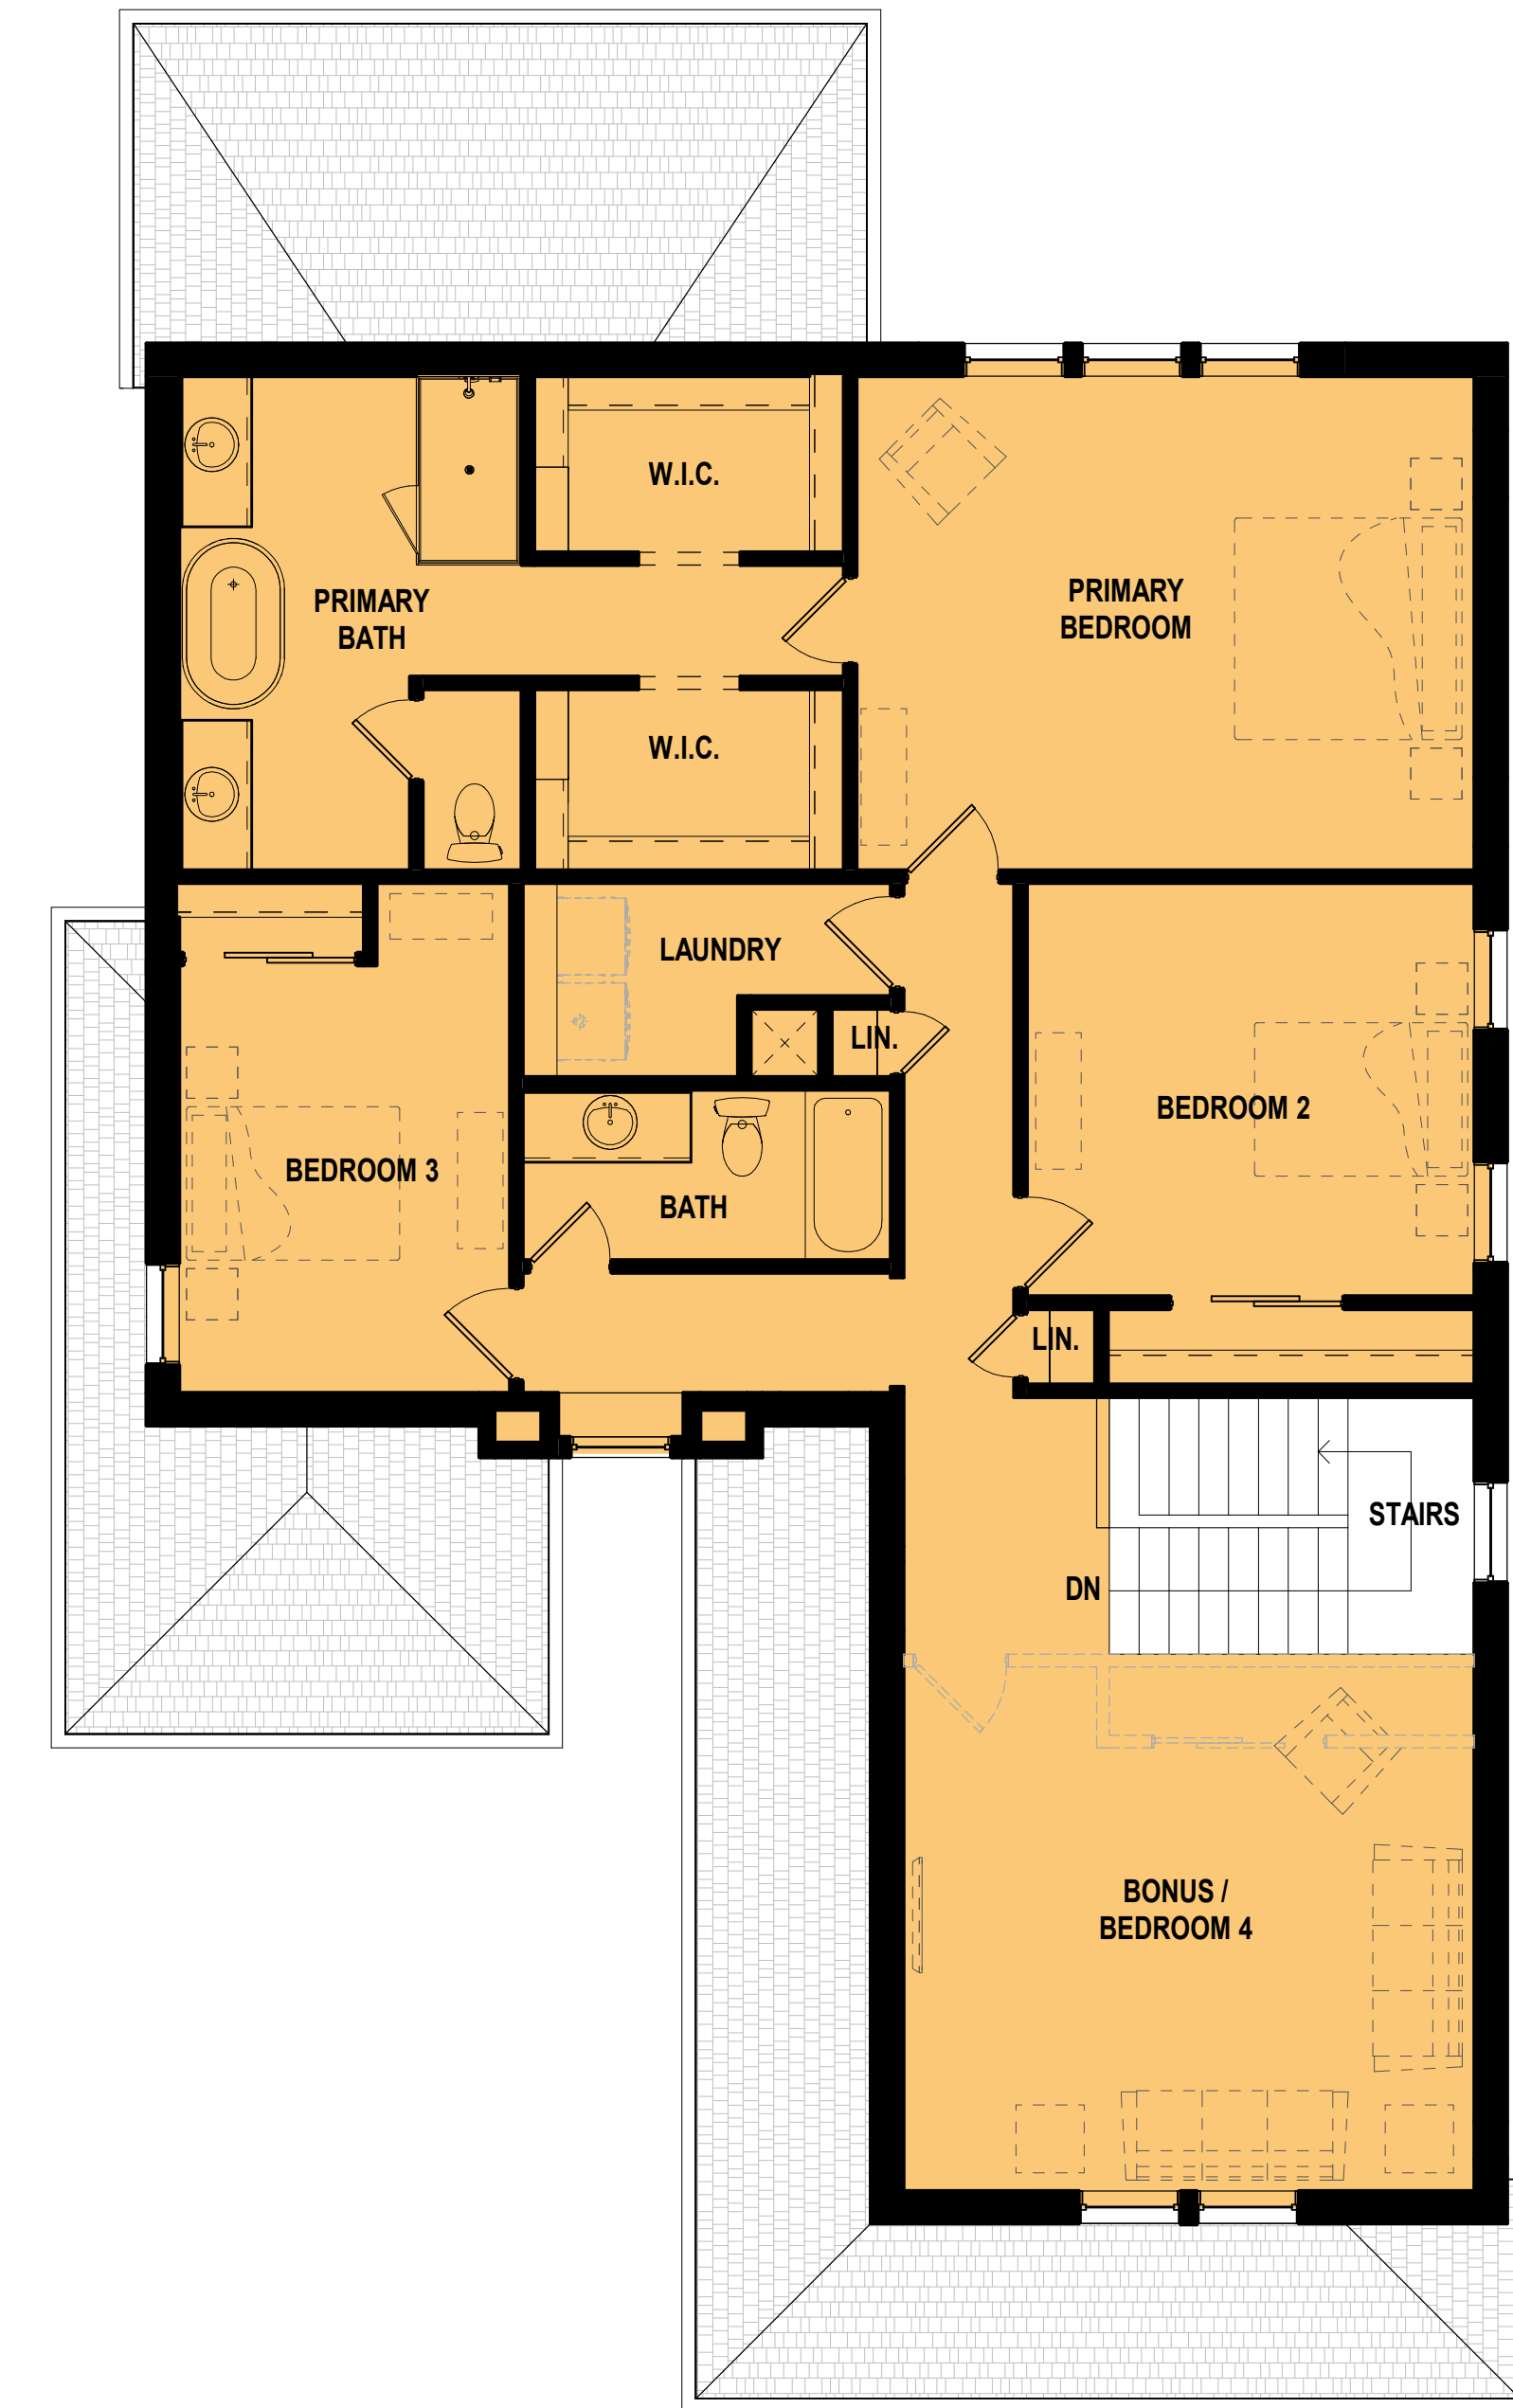 W.I.C.
PRIMARY
BATH
PRIMARY
BEDROOM
W.I.C.
LAUNDRY
LIN.
BEDROOM 2
BEDROOM 3
BATH
LIN.
STAIRS
DN
BONUS /
BEDROOM 4